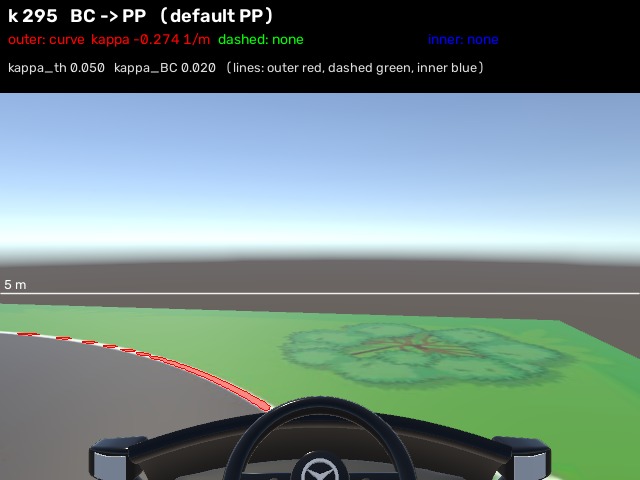 k 295 BC -> PP (default PP)
outer: curve kappa -0.274 1/m dashed: none inner: none
kappa_th 0.050 kappa_BC 0.020 (lines: outer red, dashed green, inner blue)
5 m